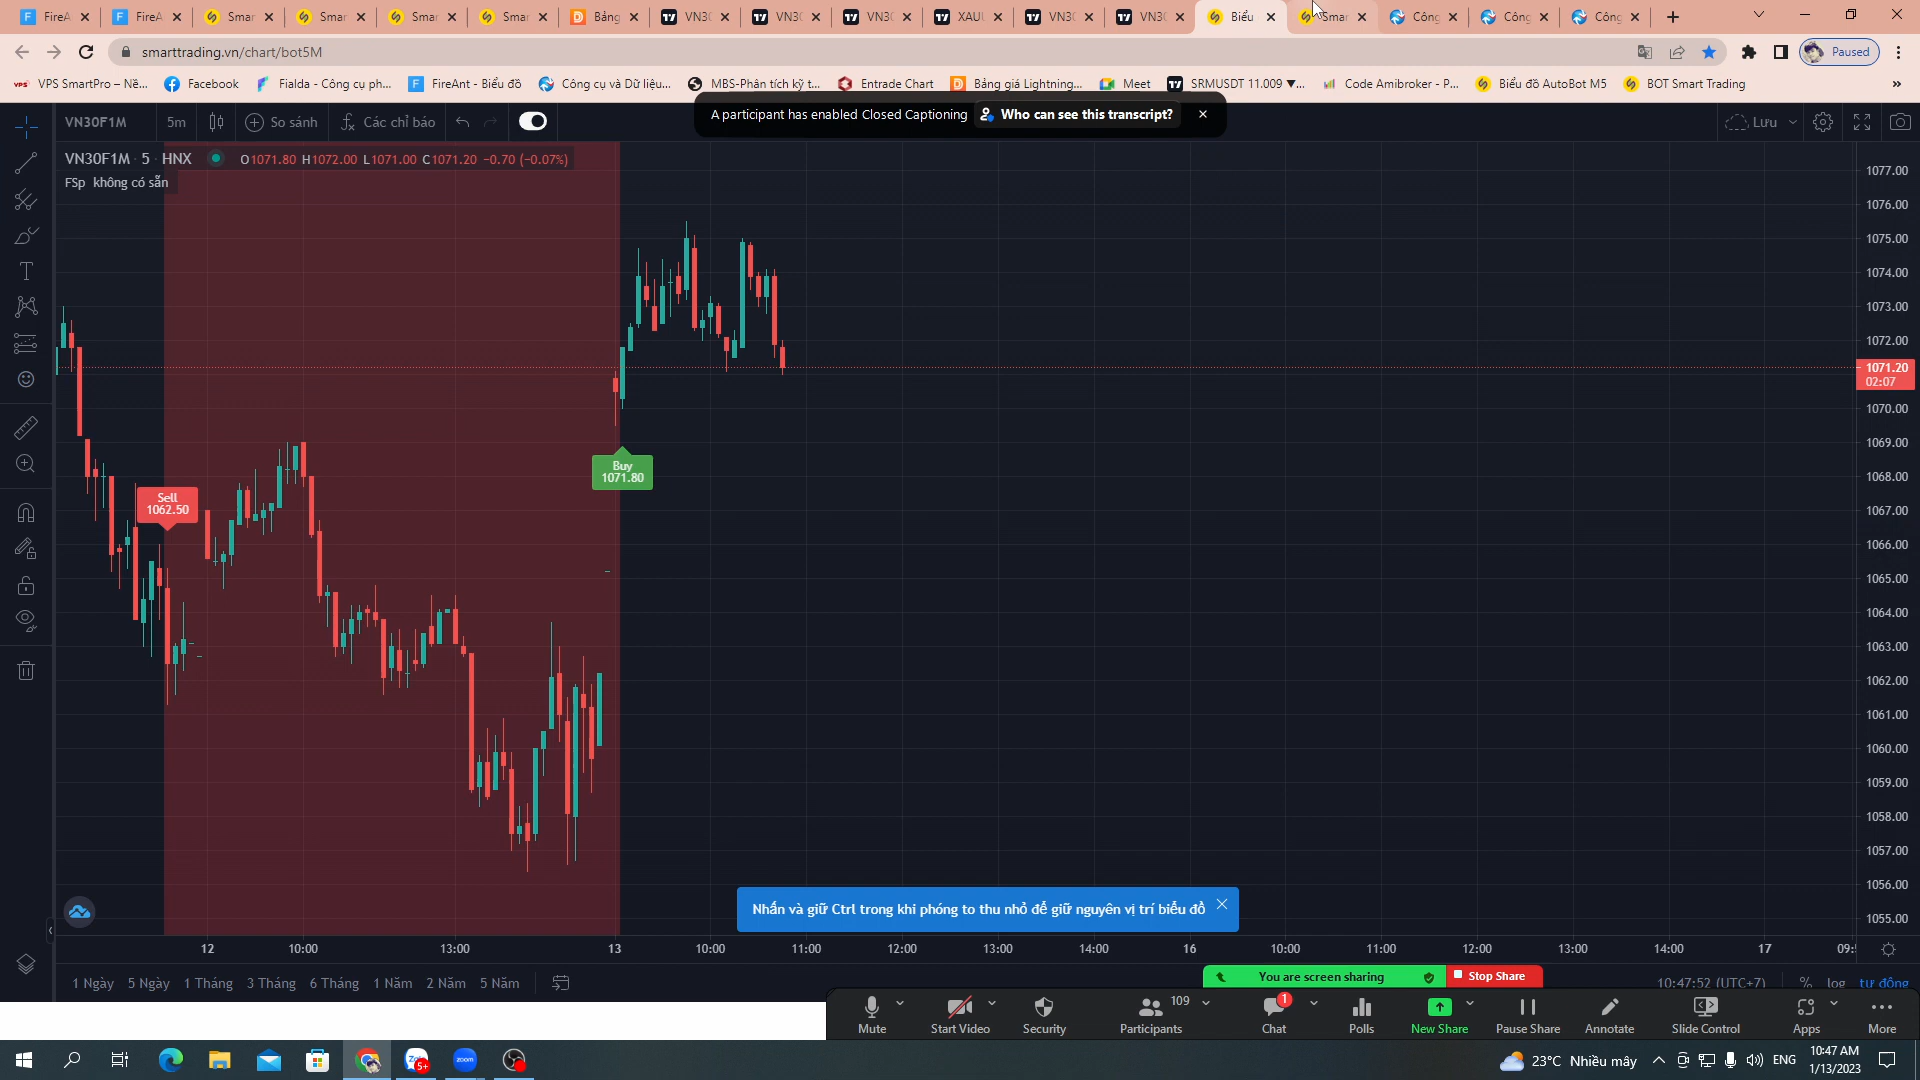 FireA
FireA
Smar
Smar
Smar
Smar
Bảng
VN30
VN30
VN30
XAUU
VN30
VN30
Biểu
Smar
Công
Công
Công
smarttrading.vn/chart/bot5M
Paused
VPS SmartPro – Nề...
Facebook
Fialda - Công cụ ph...
FireAnt - Biểu đồ
Công cụ và Dữ liệu...
MBS-Phân tích kỹ t...
Entrade Chart
Bảng giá Lightning...
Meet
SRMUSDT 11.009 ▼...
Code Amibroker - P...
Biểu đồ AutoBot M5
BOT Smart Trading
VN30F1M
5m
So sánh
Các chỉ báo
A participant has enabled Closed Captioning
Who can see this transcript?
Lưu
VN30F1M · 5 · HNX
O1071.80 H1072.00 L1071.00 C1071.20 −0.70 (−0.07%)
FSp không có sẵn
1077.00
1076.00
1075.00
1074.00
1073.00
1072.00
1071.20
02:07
1070.00
1069.00
1068.00
1067.00
1066.00
1065.00
1064.00
1063.00
1062.00
1061.00
1060.00
1059.00
1058.00
1057.00
1056.00
1055.00
Buy
1071.80
Sell
1062.50
Nhấn và giữ Ctrl trong khi phóng to thu nhỏ để giữ nguyên vị trí biểu đồ
12
10:00
13:00
13
10:00
11:00
12:00
13:00
14:00
16
10:00
11:00
12:00
13:00
14:00
17
1 Ngày
5 Ngày
1 Tháng
3 Tháng
6 Tháng
1 Năm
2 Năm
5 Năm
You are screen sharing
Stop Share
10:47:52 (UTC+7)
%
log
tự động
109
1
Mute
Start Video
Security
Participants
Chat
Polls
New Share
Pause Share
Annotate
Slide Control
Apps
More
5+
zoom
23°C Nhiều mây
ENG
10:47 AM
1/13/2023